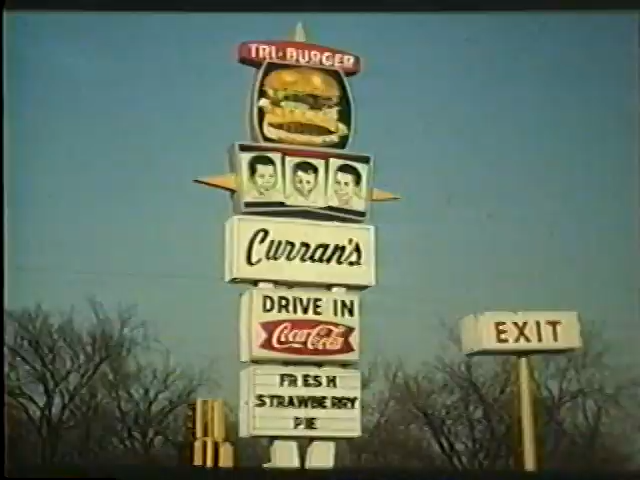 TRI-BURGER
Curran's
DRIVE IN
Coca-Cola
FRESH
STRAWBERRY
PIE
EXIT